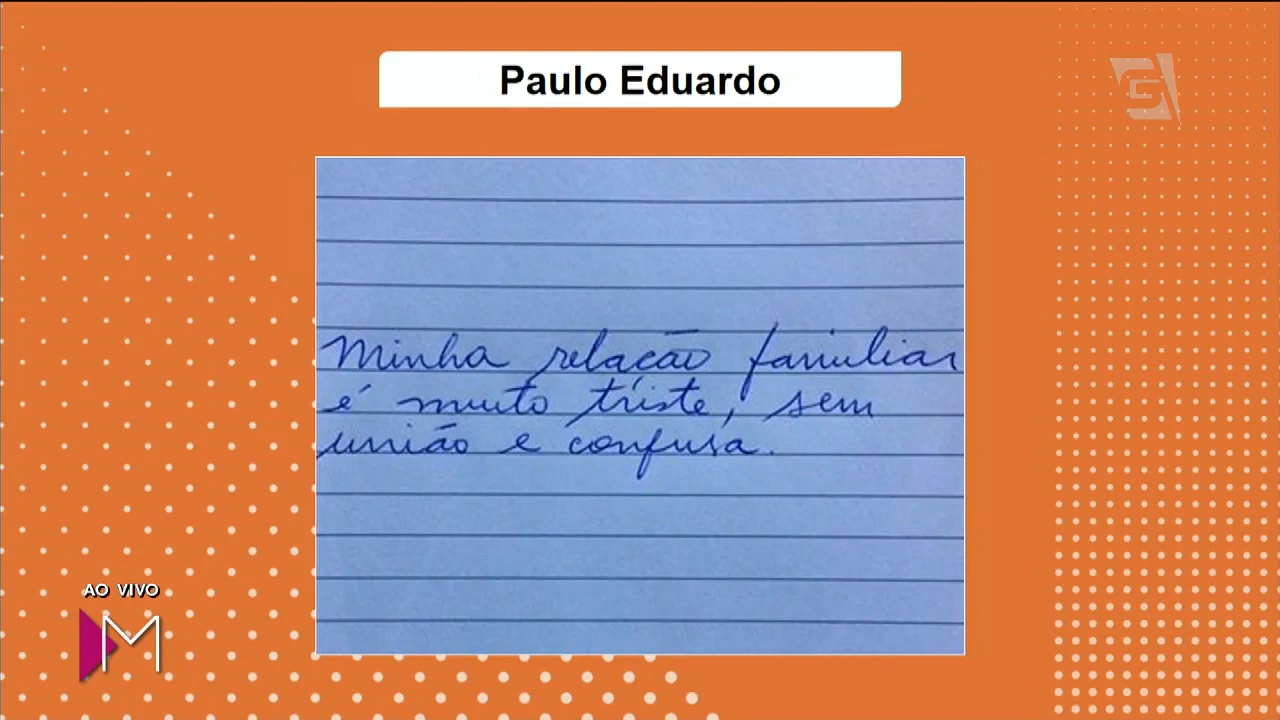 Paulo Eduardo
G
Minha relação familiar
é muito triste, sem
união e confusa.
AO VIVO
M